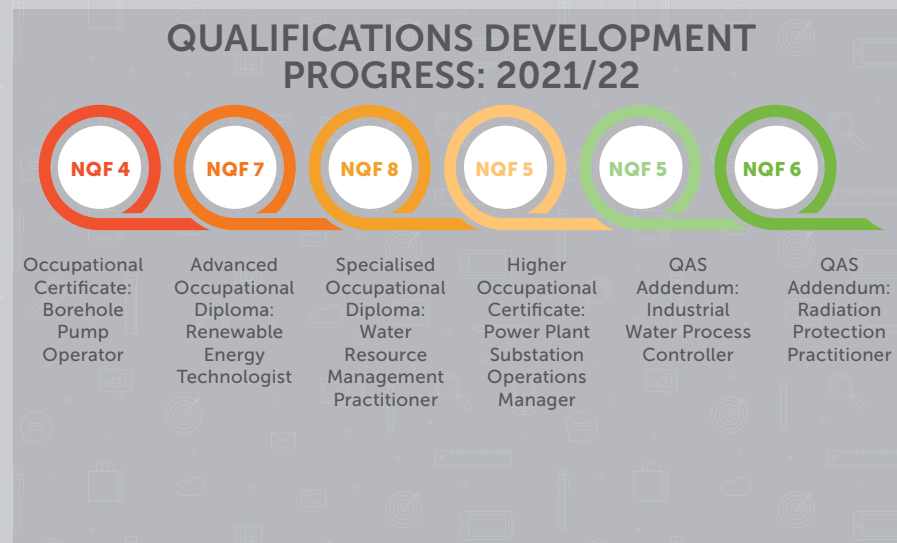 QUALIFICATIONS DEVELOPMENT
PROGRESS: 2021/22
NQF 4
NQF 7
NQF 8
NQF 5
NQF 5
NQF 6
Occupational
Certificate:
Borehole
Pump
Operator
Advanced
Occupational
Diploma:
Renewable
Energy
Technologist
Specialised
Occupational
Diploma:
Water
Resource
Management
Practitioner
Higher
Occupational
Certificate:
Power Plant
Substation
Operations
Manager
QAS
Addendum:
Industrial
Water Process
Controller
QAS
Addendum:
Radiation
Protection
Practitioner